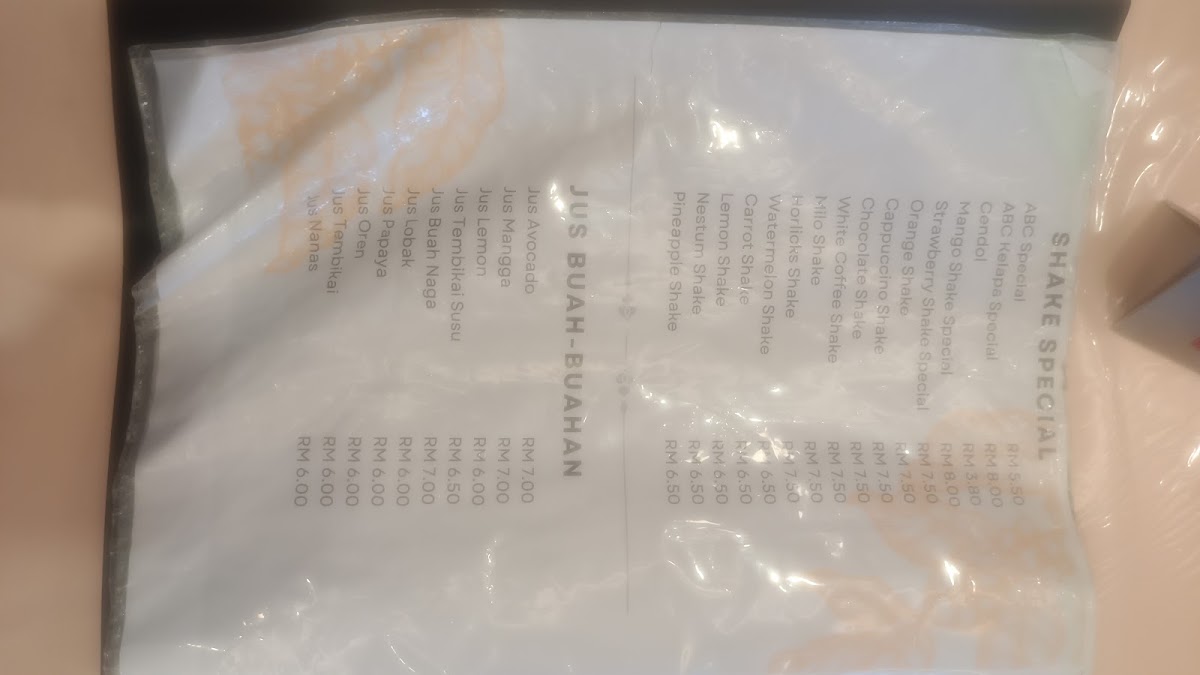 SHAKE SPECIAL
ABC Special RM 5.50
ABC Kelapa Special RM 8.00
Cendol RM 3.80
Mango Shake Special RM 8.00
Strawberry Shake Special RM 7.50
Orange Shake RM 7.50
Cappuccino Shake RM 7.50
Chocolate Shake RM 7.50
White Coffee Shake RM 7.50
Milo Shake RM 7.50
Horlicks Shake RM 7.50
Watermelon Shake RM 6.50
Carrot Shake RM 6.50
Lemon Shake RM 6.50
Nestum Shake RM 6.50
Pineapple Shake RM 6.50
JUS BUAH-BUAHAN
Jus Avocado RM 7.00
Jus Mangga RM 7.00
Jus Lemon RM 6.00
Jus Tembikai Susu RM 6.50
Jus Buah Naga RM 7.00
Jus Lobak RM 6.00
Jus Papaya RM 6.00
Jus Oren RM 6.00
Jus Tembikai RM 6.00
Jus Nanas RM 6.00